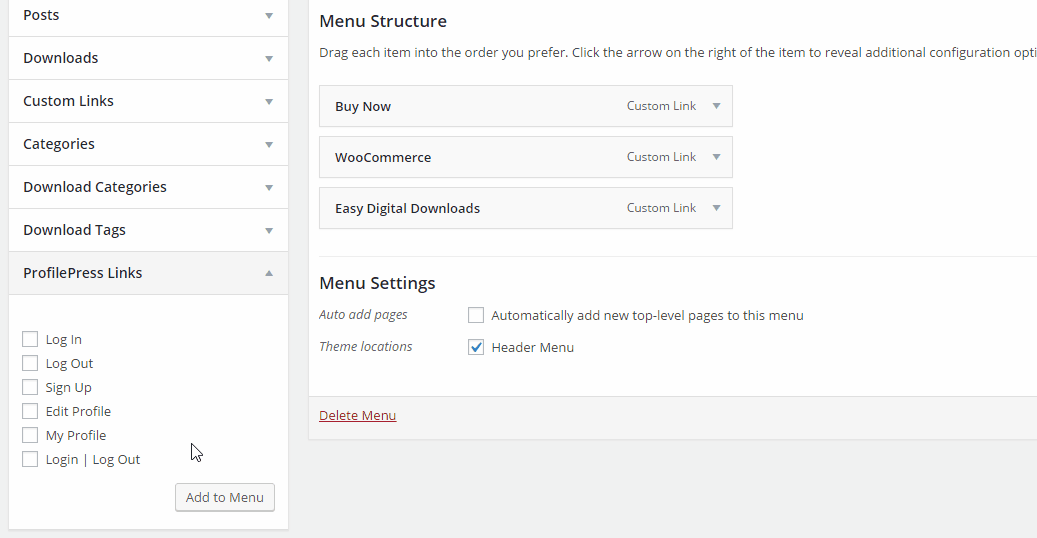 Posts
Downloads
Custom Links
Categories
Download Categories
Download Tags
ProfilePress Links
Log In
Log Out
Sign Up
Edit Profile
My Profile
Login | Log Out
Add to Menu
Menu Structure
Drag each item into the order you prefer. Click the arrow on the right of the item to reveal additional configuration
Buy Now Custom Link
WooCommerce Custom Link
Easy Digital Downloads Custom Link
Menu Settings
Auto add pages Automatically add new top-level pages to this menu
Theme locations Header Menu
Delete Menu